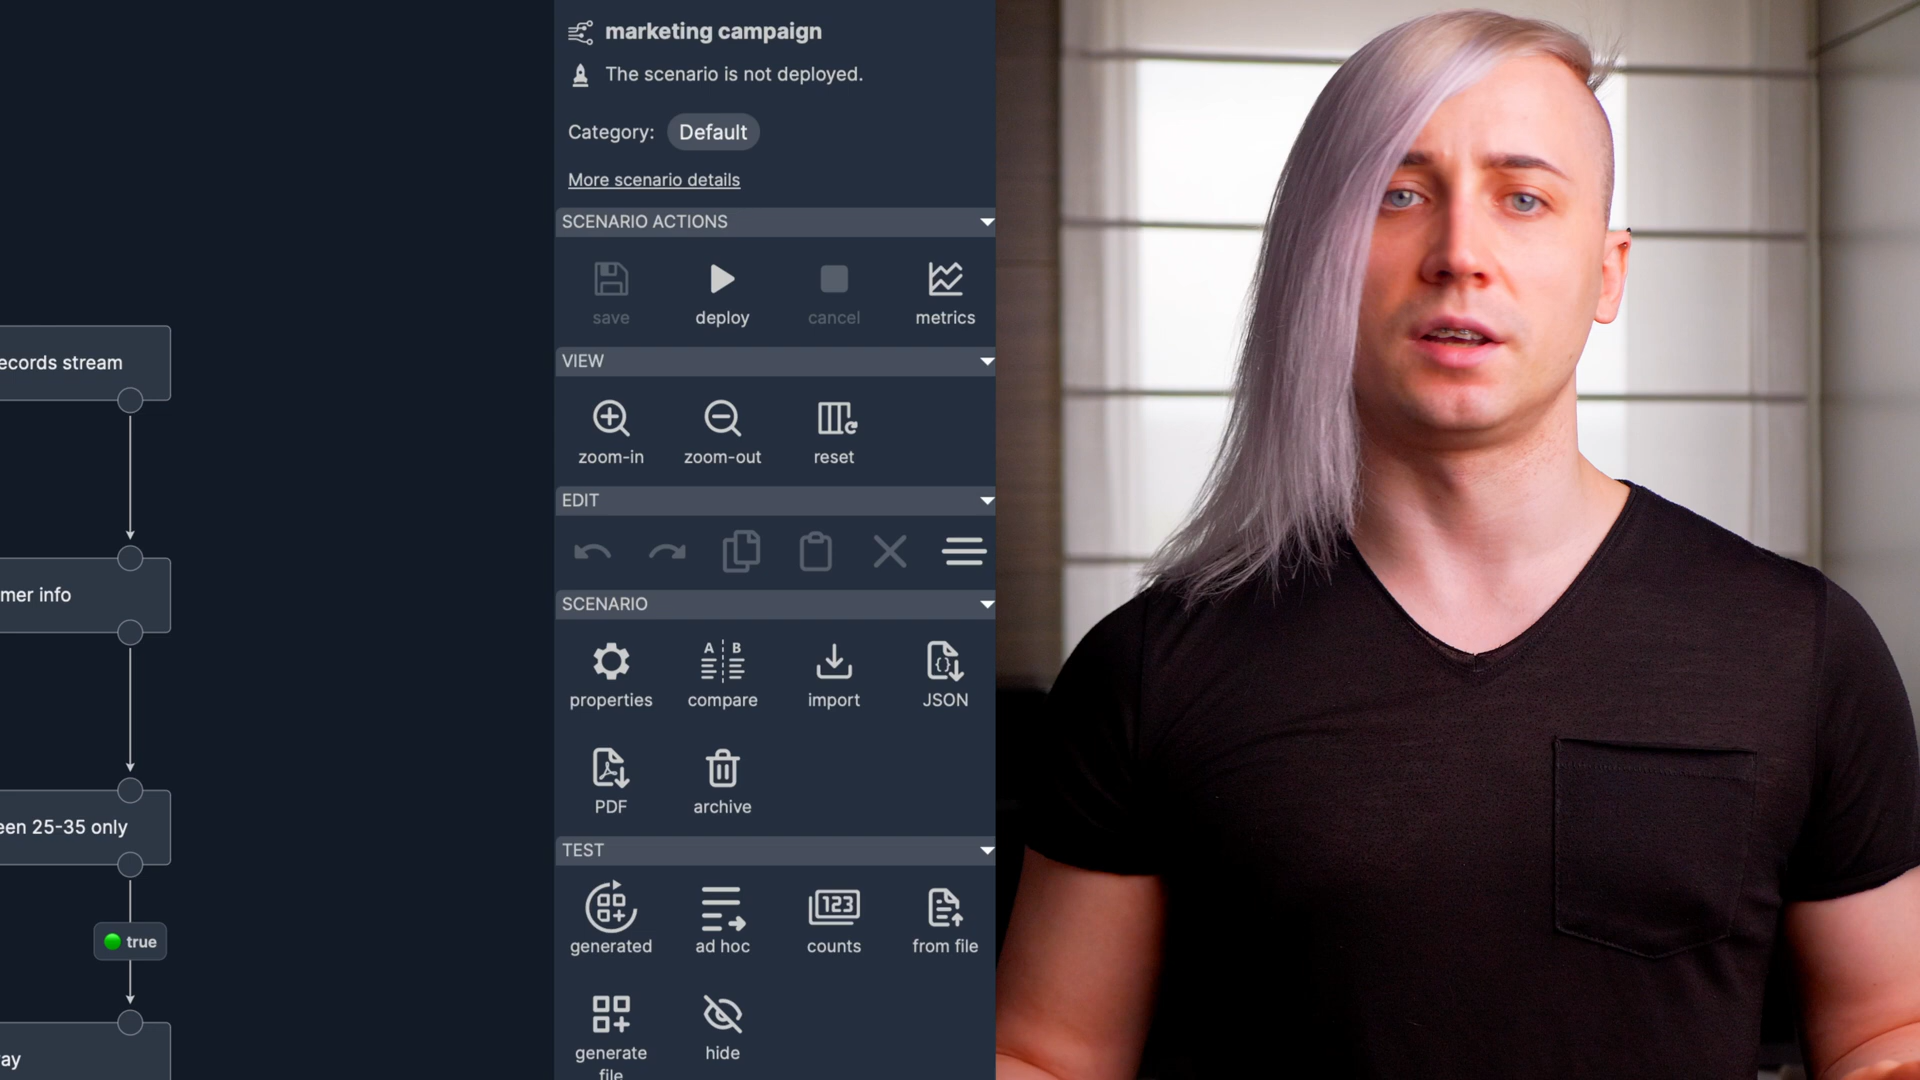 marketing campaign
The scenario is not deployed.
Category: Default
More scenario details
SCENARIO ACTIONS
save deploy cancel metrics
VIEW
zoom-in zoom-out reset
EDIT
SCENARIO
A B
properties compare import JSON
PDF archive
TEST
123
generated ad hoc counts from file
generate file hide
ecords stream
mer info
een 25-35 only
true
ay